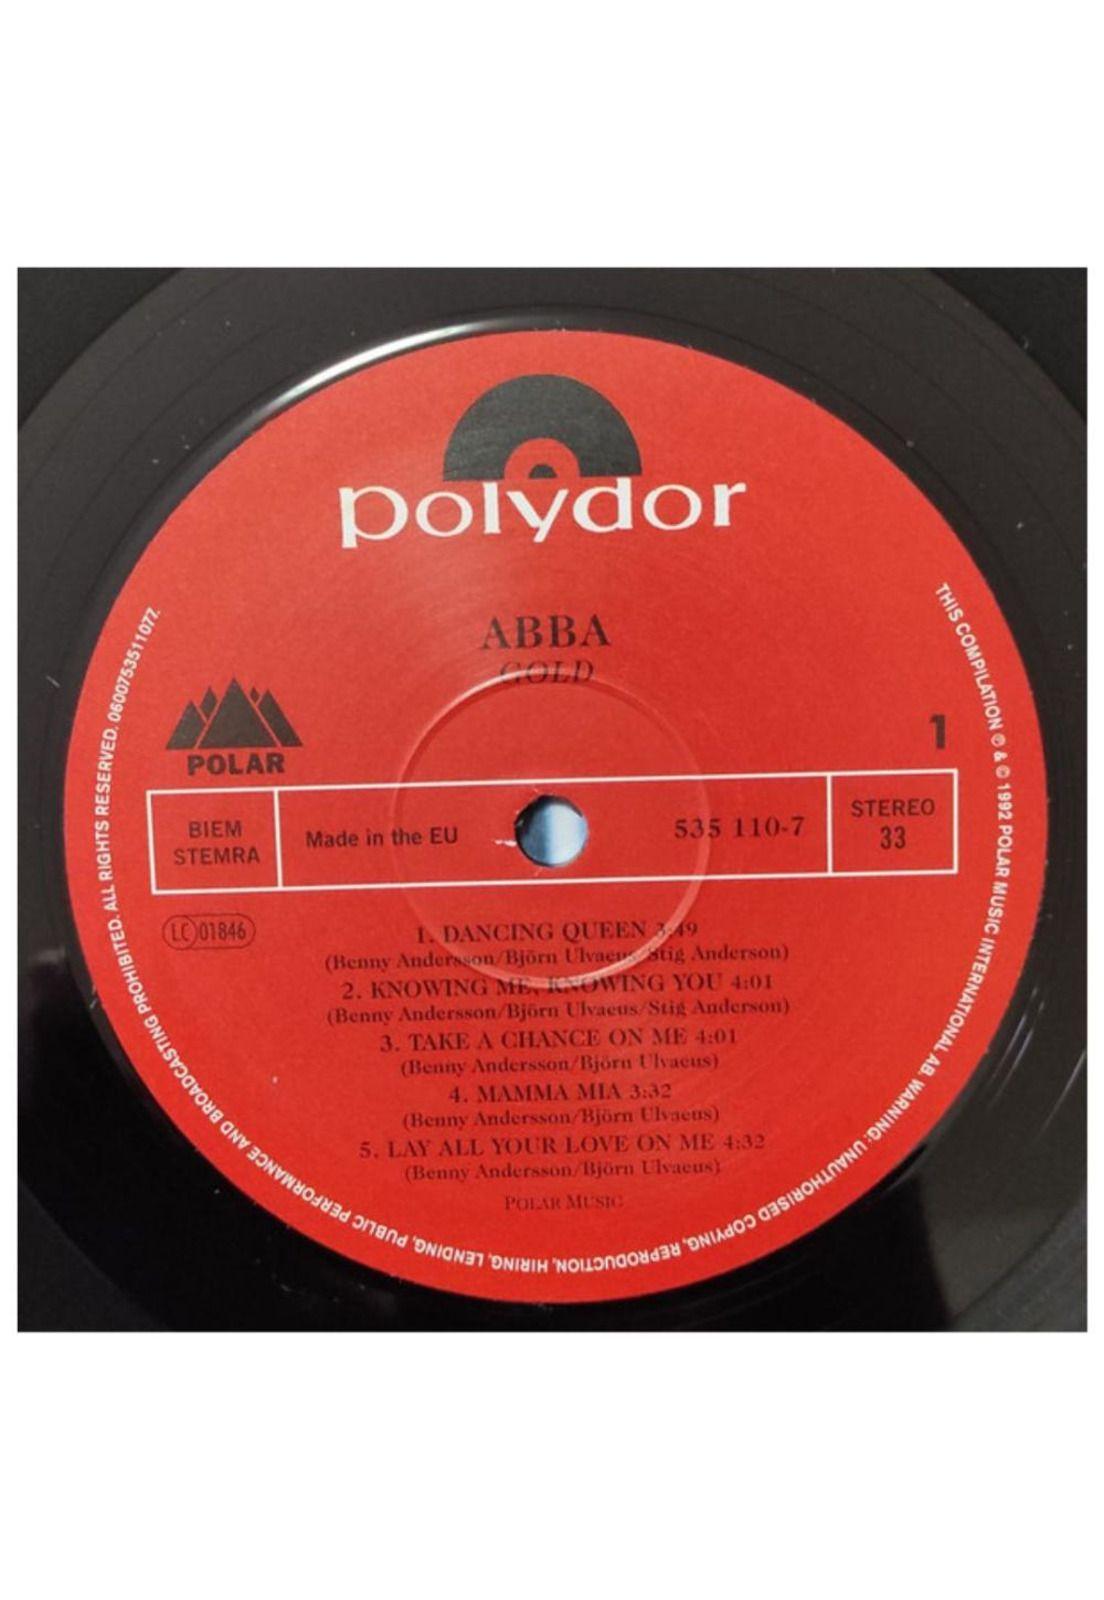 polydor
ABBA
GOLD
POLAR
1
BIEM
STEMRA
Made in the EU
535 110-7
STEREO
33
LC 01846
1. DANCING QUEEN 3:49
(Benny Andersson/Björn Ulvaeus/Stig Anderson)
2. KNOWING ME, KNOWING YOU 4:01
(Benny Andersson/Björn Ulvaeus/Stig Anderson)
3. TAKE A CHANCE ON ME 4:01
(Benny Andersson/Björn Ulvaeus)
4. MAMMA MIA 3:32
(Benny Andersson/Björn Ulvaeus)
5. LAY ALL YOUR LOVE ON ME 4:32
(Benny Andersson/Björn Ulvaeus)
POLAR MUSIC
THIS COMPILATION ℗ & © 1992 POLAR MUSIC INTERNATIONAL AB. WARNING: UNAUTHORISED COPYING, REPRODUCTION, HIRING, LENDING, PUBLIC PERFORMANCE AND BROADCASTING PROHIBITED. ALL RIGHTS RESERVED. 0600753511077.